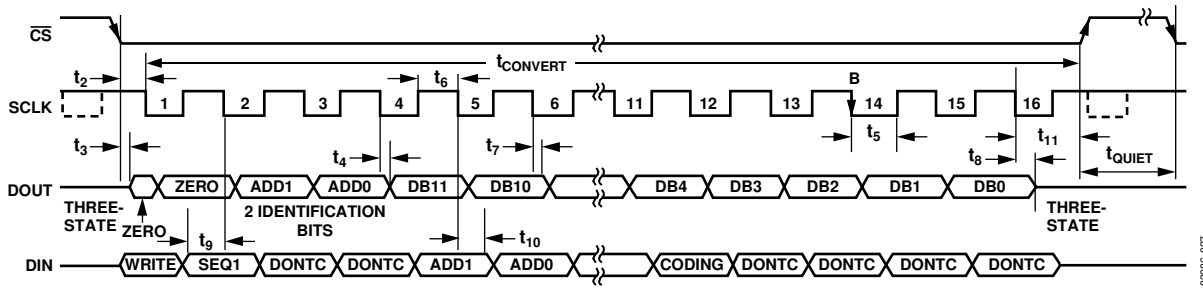 CS
t2
tCONVERT
t6
B
SCLK
1 2 3 4 5 6 11 12 13 14 15 16
t3
t4
t7
t5
t11
t8
tQUIET
DOUT
ZERO ADD1 ADD0 DB11 DB10 DB4 DB3 DB2 DB1 DB0
THREE-
STATE
ZERO
2 IDENTIFICATION
BITS
THREE-
STATE
t9
t10
DIN
WRITE SEQ1 DONTC DONTC ADD1 ADD0 CODING DONTC DONTC DONTC DONTC